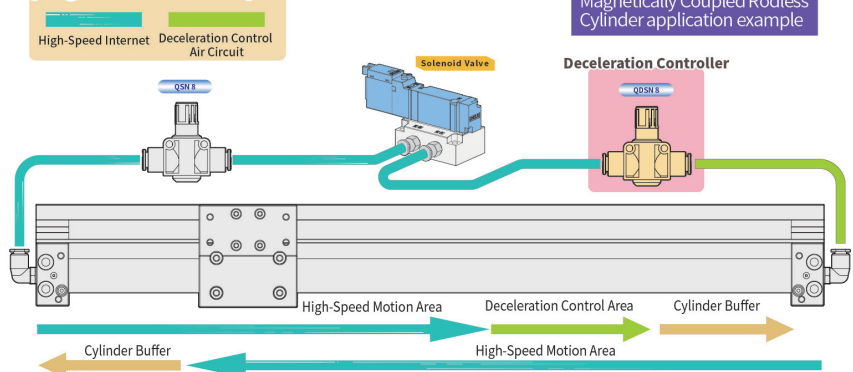 Magnetically Coupled Rodless
Cylinder application example
High-Speed Internet
Deceleration Control
Air Circuit
Solenoid Valve
Deceleration Controller
QSN 8
QDSN 8
High-Speed Motion Area
Deceleration Control Area
Cylinder Buffer
Cylinder Buffer
High-Speed Motion Area